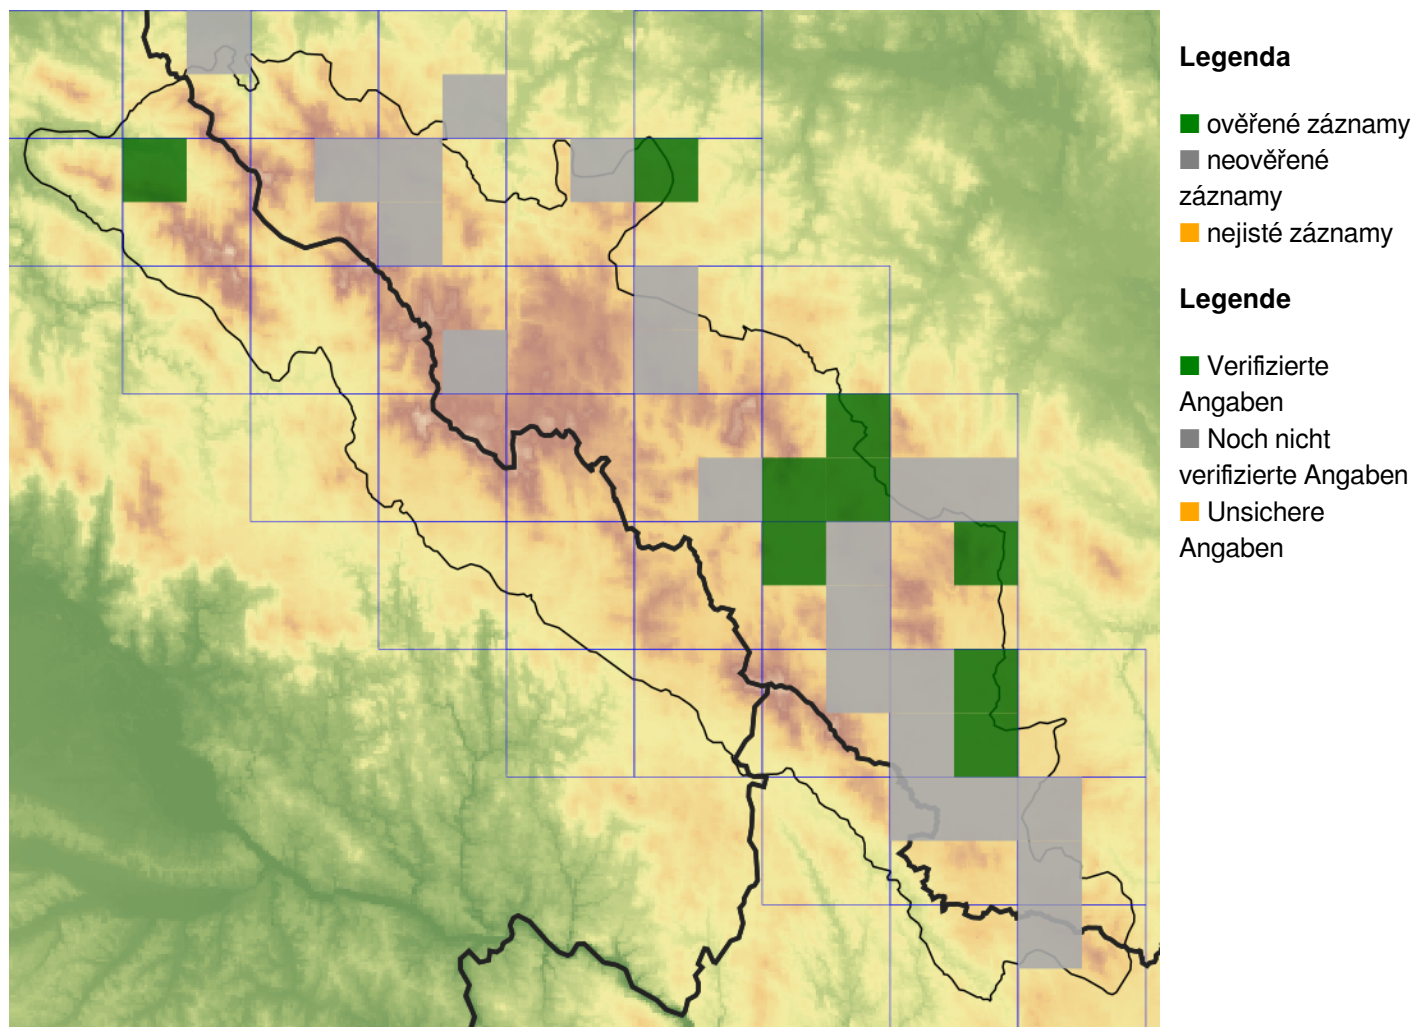 Legenda
ověřené záznamy
neověřené
záznamy
nejisté záznamy
Legende
Verifizierte
Angaben
Noch nicht
verifizierte Angaben
Unsichere
Angaben